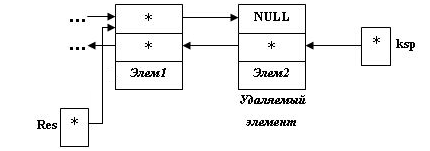 ... * NULL
... * * * ksp
Элем1 Элем2
Удаляемый
элемент
Res *